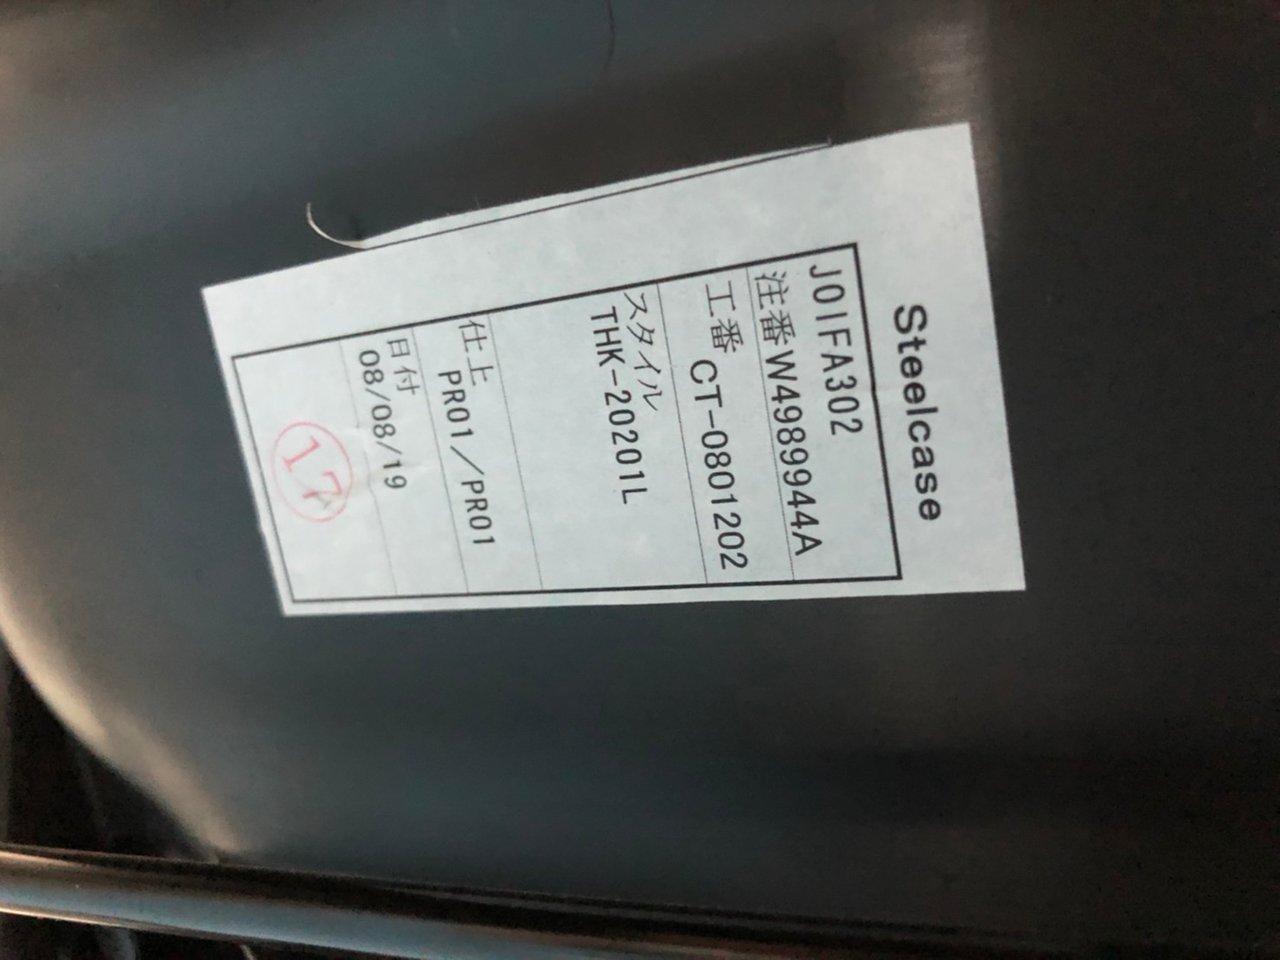 Steelcase
J0IFA302
注番W4989944A
工番 CT-0801202
スタイル
THK-20201L
仕上
PR01／PR01
日付
08/08/19
17